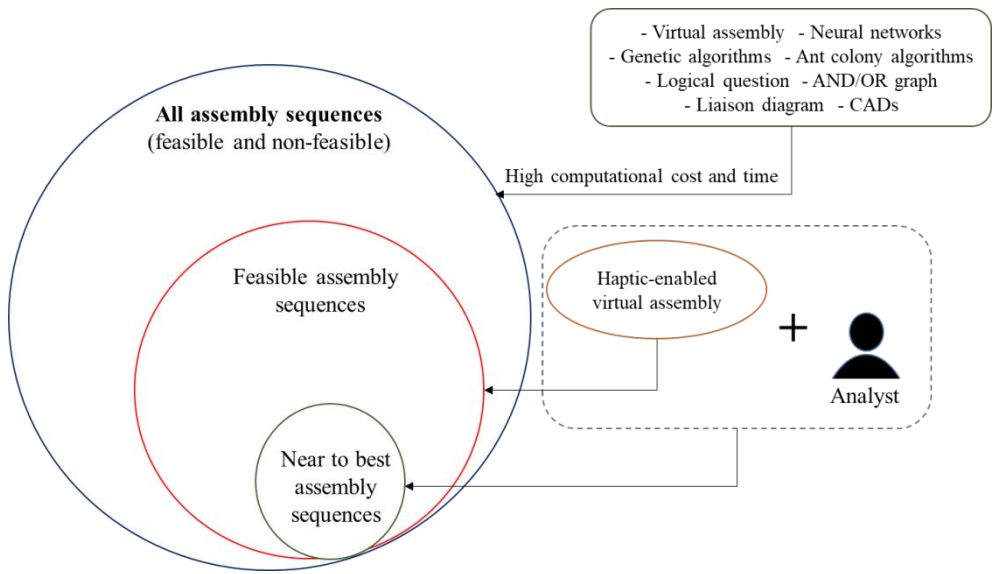 - Virtual assembly - Neural networks
- Genetic algorithms - Ant colony algorithms
- Logical question - AND/OR graph
- Liaison diagram - CADs
All assembly sequences
(feasible and non-feasible)
High computational cost and time
Feasible assembly
sequences
Haptic-enabled
virtual assembly
+
Analyst
Near to best
assembly
sequences